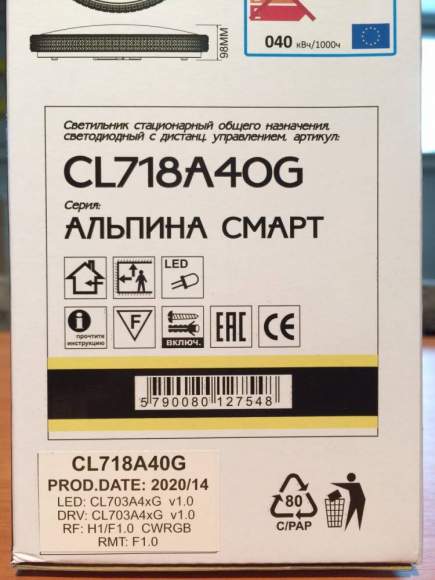 98ММ
040 кВч/1000ч
Светильник стационарный общего назначения,
светодиодный с дистанц. управлением, артикул:
CL718A40G
Серия:
АЛЬПИНА СМАРТ
LED
i
прочтите
инструкцию
F
ВКЛЮЧ.
EAC
CE
5 790080 127548
CL718A40G
PROD.DATE: 2020/14
LED: CL703A4xG v1.0
DRV: CL703A4xG v1.0
RF: H1/F1.0 CWRGB
RMT: F1.0
80
C/PAP